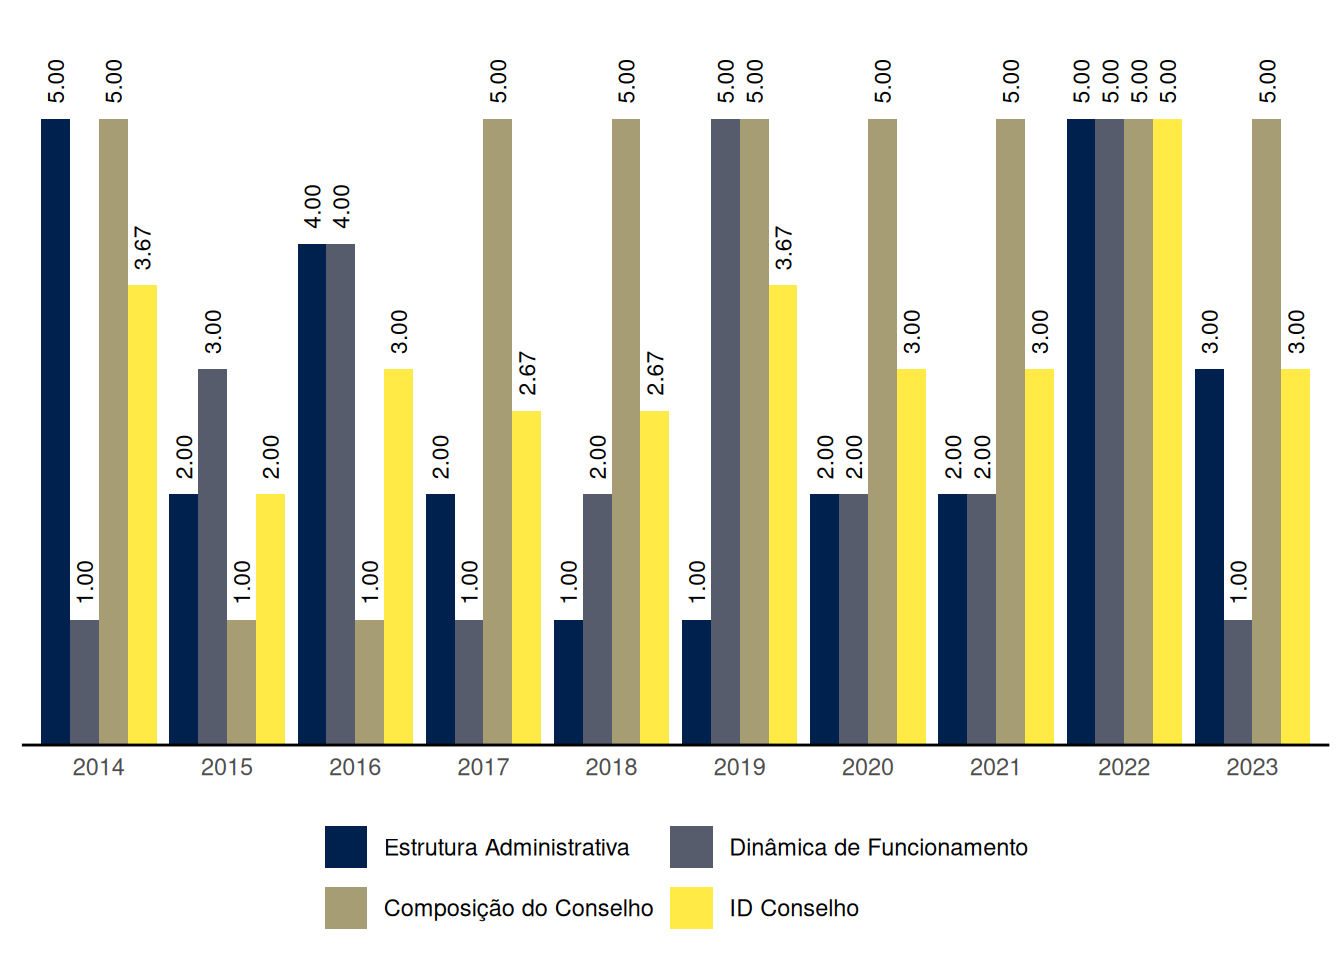 5.00 1.00 5.00 3.67
2.00 3.00 1.00 2.00
4.00 4.00 1.00 3.00
2.00 1.00 5.00 2.67
1.00 2.00 5.00 2.67
1.00 5.00 5.00 3.67
2.00 2.00 5.00 3.00
2.00 2.00 5.00 3.00
5.00 5.00 5.00 5.00
3.00 1.00 5.00 3.00
2014 2015 2016 2017 2018 2019 2020 2021 2022 2023
Estrutura Administrativa Dinâmica de Funcionamento
Composição do Conselho ID Conselho